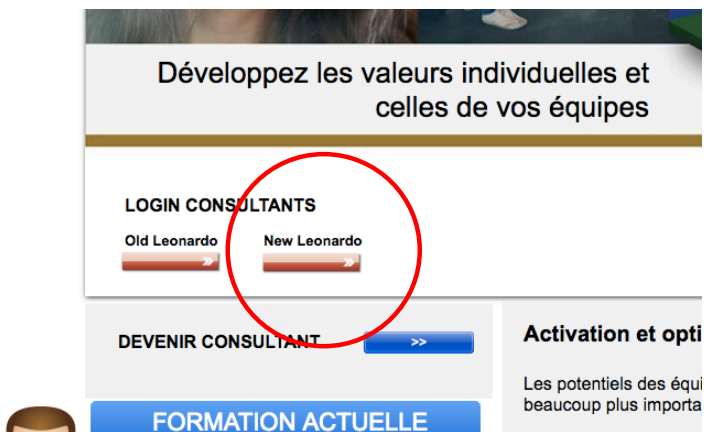 Développez les valeurs individuelles et
celles de vos équipes
LOGIN CONSULTANTS
Old Leonardo New Leonardo
DEVENIR CONSULTANT >>
FORMATION ACTUELLE
Activation et opti
Les potentiels des équi
beaucoup plus importa